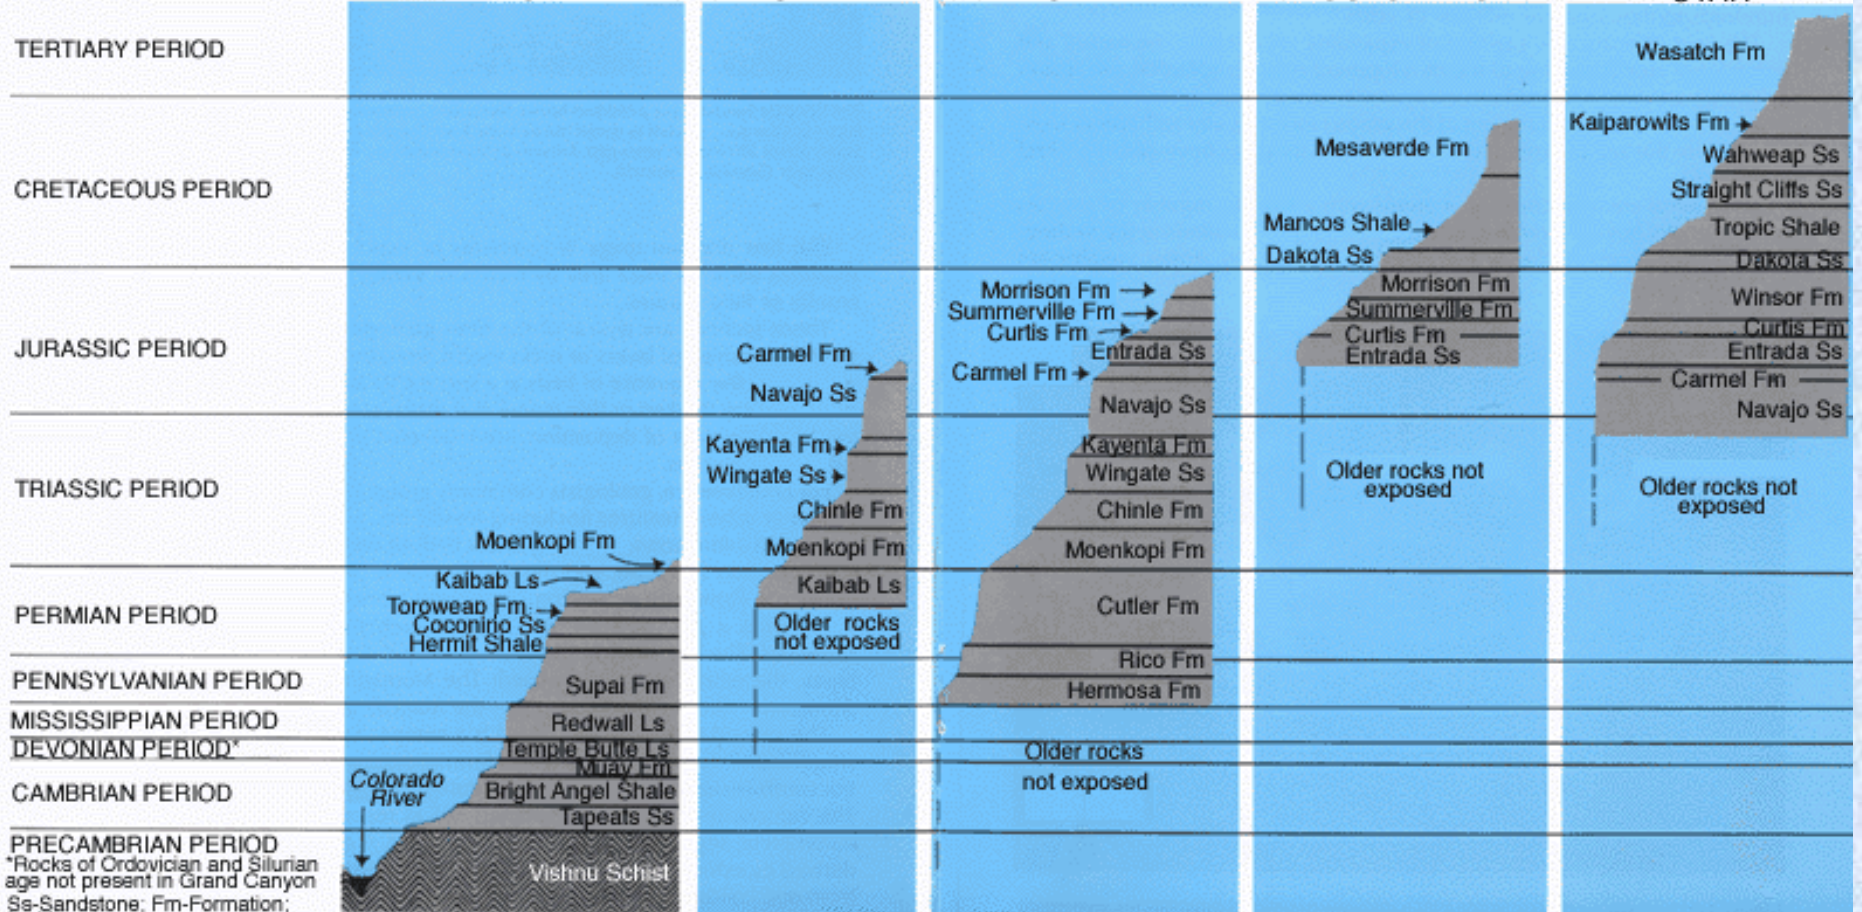 TERTIARY PERIOD
CRETACEOUS PERIOD
JURASSIC PERIOD
TRIASSIC PERIOD
PERMIAN PERIOD
PENNSYLVANIAN PERIOD
MISSISSIPPIAN PERIOD
DEVONIAN PERIOD*
CAMBRIAN PERIOD
PRECAMBRIAN PERIOD
*Rocks of Ordovician and Silurian
age not present in Grand Canyon
Ss-Sandstone; Fm-Formation;
Moenkopi Fm
Kaibab Ls
Toroweap Fm
Coconino Ss
Hermit Shale
Supai Fm
Redwall Ls
Temple Butte Ls
Muav Fm
Bright Angel Shale
Tapeats Ss
Vishnu Schist
Colorado
River
Carmel Fm
Navajo Ss
Kayenta Fm
Wingate Ss
Chinle Fm
Moenkopi Fm
Kaibab Ls
Older rocks
not exposed
Morrison Fm
Summerville Fm
Curtis Fm
Entrada Ss
Carmel Fm
Navajo Ss
Kayenta Fm
Wingate Ss
Chinle Fm
Moenkopi Fm
Cutler Fm
Rico Fm
Hermosa Fm
Older rocks
not exposed
Mesaverde Fm
Mancos Shale
Dakota Ss
Morrison Fm
Summerville Fm
Curtis Fm
Entrada Ss
Older rocks not
exposed
Wasatch Fm
Kaiparowits Fm
Wahweap Ss
Straight Cliffs Ss
Tropic Shale
Dakota Ss
Winsor Fm
Curtis Fm
Entrada Ss
Carmel Fm
Navajo Ss
Older rocks not
exposed